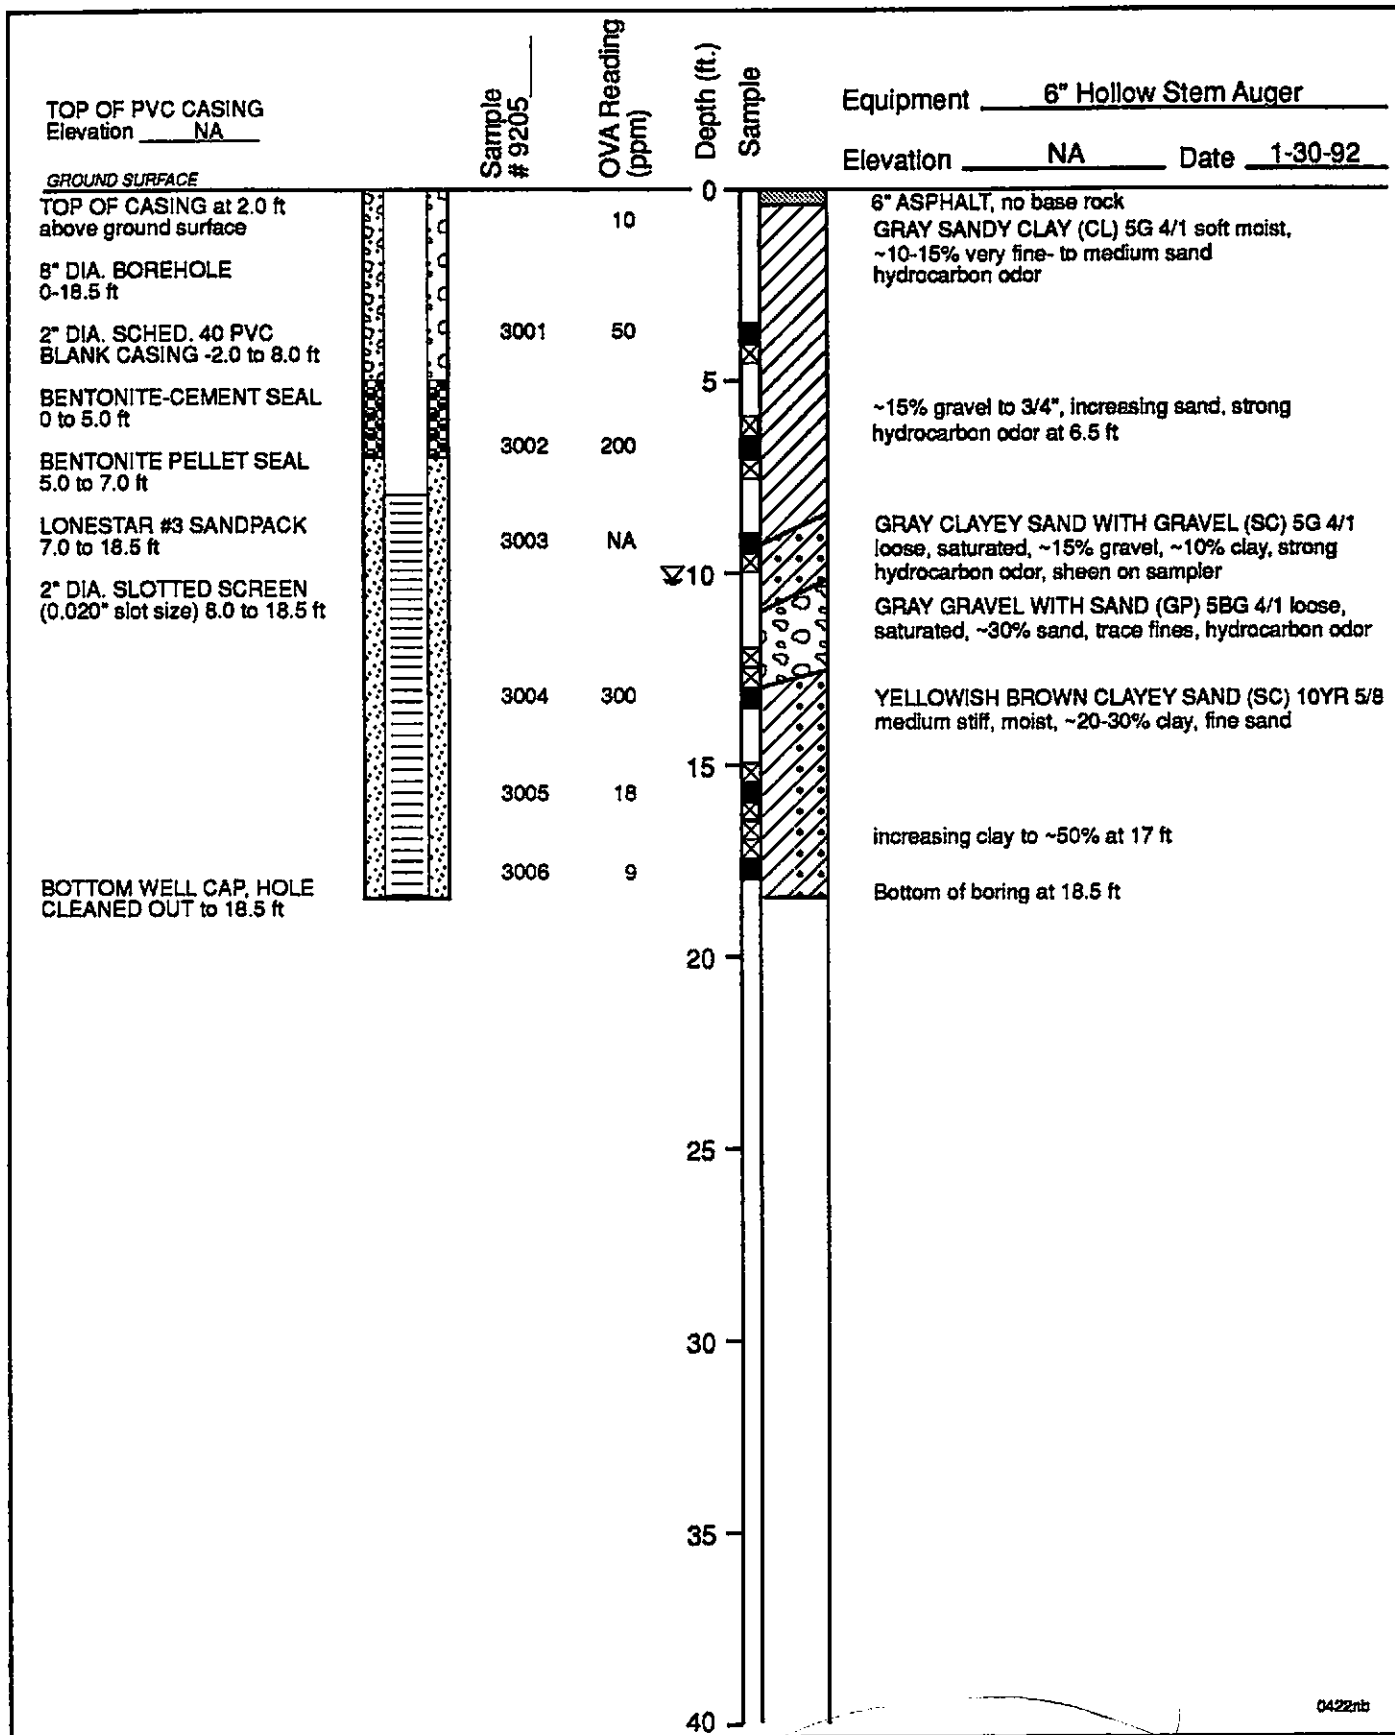 TOP OF PVC CASING
Elevation NA
GROUND SURFACE
Sample
# 9205
OVA Reading
(ppm)
Depth (ft.)
Sample
Equipment 6" Hollow Stem Auger
Elevation NA Date 1-30-92
TOP OF CASING at 2.0 ft
above ground surface
8" DIA. BOREHOLE
0-18.5 ft
2" DIA. SCHED. 40 PVC
BLANK CASING -2.0 to 8.0 ft
BENTONITE-CEMENT SEAL
0 to 5.0 ft
BENTONITE PELLET SEAL
5.0 to 7.0 ft
LONESTAR #3 SANDPACK
7.0 to 18.5 ft
2" DIA. SLOTTED SCREEN
(0.020" slot size) 8.0 to 18.5 ft
BOTTOM WELL CAP, HOLE
CLEANED OUT to 18.5 ft
10
3001 50
3002 200
3003 NA
3004 300
3005 18
3006 9
0
5
10
15
20
25
30
35
40
6" ASPHALT, no base rock
GRAY SANDY CLAY (CL) 5G 4/1 soft moist,
~10-15% very fine- to medium sand
hydrocarbon odor
~15% gravel to 3/4", increasing sand, strong
hydrocarbon odor at 6.5 ft
GRAY CLAYEY SAND WITH GRAVEL (SC) 5G 4/1
loose, saturated, ~15% gravel, ~10% clay, strong
hydrocarbon odor, sheen on sampler
GRAY GRAVEL WITH SAND (GP) 5BG 4/1 loose,
saturated, ~30% sand, trace fines, hydrocarbon odor
YELLOWISH BROWN CLAYEY SAND (SC) 10YR 5/8
medium stiff, moist, ~20-30% clay, fine sand
increasing clay to ~50% at 17 ft
Bottom of boring at 18.5 ft
0422nb